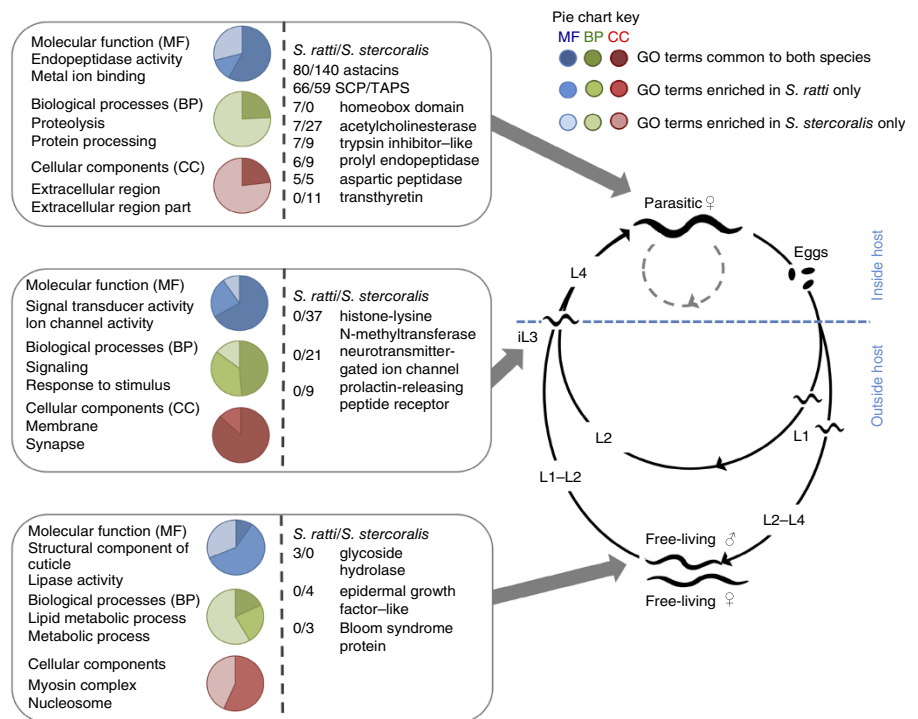 Pie chart key
MF BP CC
GO terms common to both species
GO terms enriched in S. ratti only
GO terms enriched in S. stercoralis only
Molecular function (MF)
Endopeptidase activity
Metal ion binding
Biological processes (BP)
Proteolysis
Protein processing
Cellular components (CC)
Extracellular region
Extracellular region part
S. ratti/S. stercoralis
80/140 astacins
66/59 SCP/TAPS
7/0 homeobox domain
7/27 acetylcholinesterase
7/9 trypsin inhibitor–like
6/9 prolyl endopeptidase
5/5 aspartic peptidase
0/11 transthyretin
Molecular function (MF)
Signal transducer activity
Ion channel activity
Biological processes (BP)
Signaling
Response to stimulus
Cellular components (CC)
Membrane
Synapse
S. ratti/S. stercoralis
0/37 histone-lysine
N-methyltransferase
0/21 neurotransmitter-
gated ion channel
0/9 prolactin-releasing
peptide receptor
Molecular function (MF)
Structural component of
cuticle
Lipase activity
Biological processes (BP)
Lipid metabolic process
Metabolic process
Cellular components
Myosin complex
Nucleosome
S. ratti/S. stercoralis
3/0 glycoside
hydrolase
0/4 epidermal growth
factor–like
0/3 Bloom syndrome
protein
Parasitic ♀
Eggs
L4
Inside host
iL3
Outside host
L2
L1
L1–L2
L2–L4
Free-living ♂
Free-living ♀